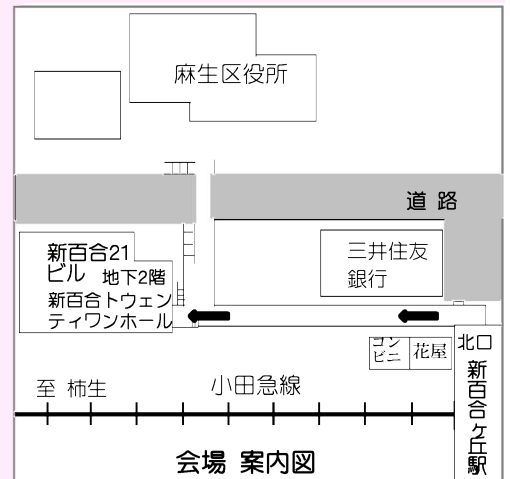 麻生区役所
道 路
新百合21
ビル 地下2階
新百合トウェン
ティワンホール
三井住友
銀行
コン
ビニ
花屋
北口
新百合ヶ丘駅
至 柿生
小田急線
会場 案内図